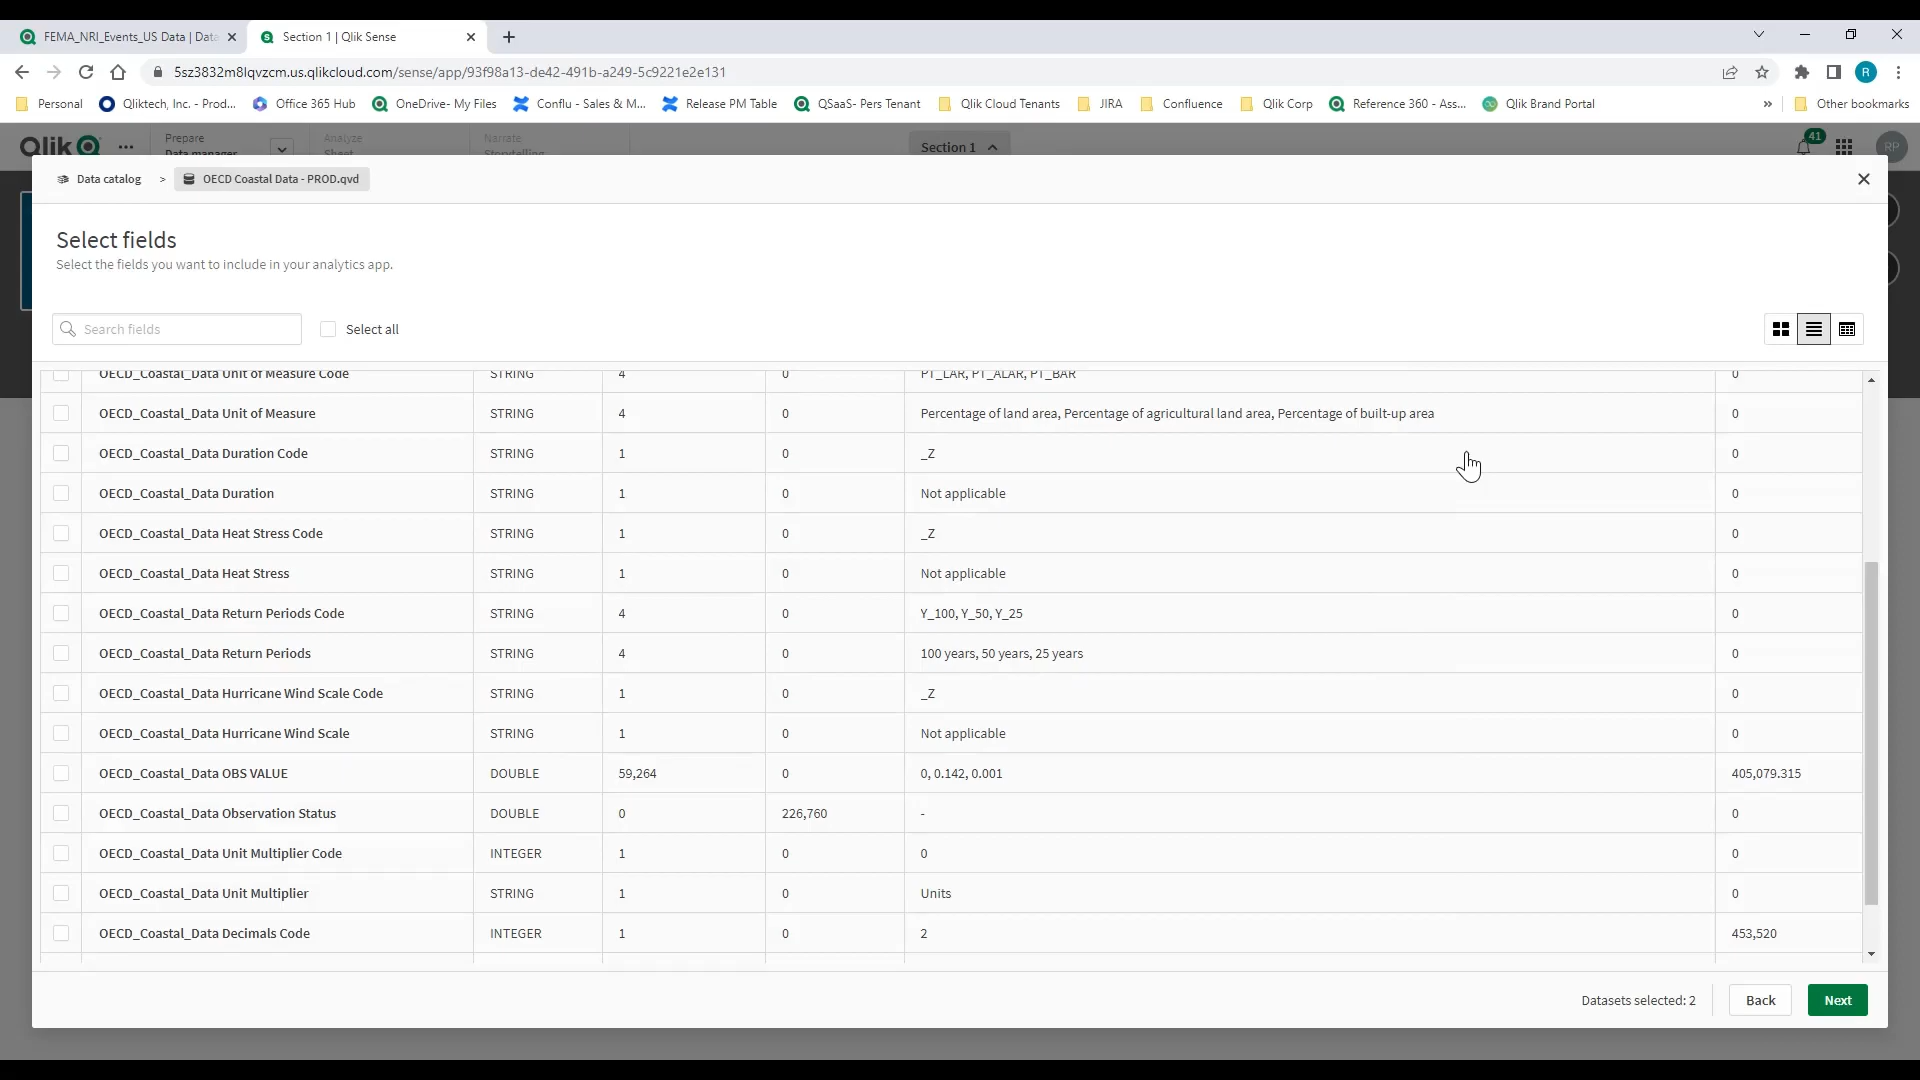 FEMA_NRI_Events_US Data | Data
Section 1 | Qlik Sense
5sz3832m8lqvzcm.us.qlikcloud.com/sense/app/93f98a13-de42-491b-a249-5c9221e2e131
R
Personal
Qliktech, Inc. - Prod...
Office 365 Hub
OneDrive- My Files
Conflu - Sales & M...
Release PM Table
QSaaS- Pers Tenant
Qlik Cloud Tenants
JIRA
Confluence
Qlik Corp
Reference 360 - Ass...
Qlik Brand Portal
»
Other bookmarks
Qlik
Prepare
Data manager
Analyze
Sheet
Narrate
Storytelling
Section 1
41
RP
Data catalog > OECD Coastal Data - PROD.qvd
Select fields
Select the fields you want to include in your analytics app.
Search fields
Select all
OECD_Coastal_Data Unit of Measure Code STRING 4 0 PT_LAR, PT_ALAR, PT_BAR 0
OECD_Coastal_Data Unit of Measure STRING 4 0 Percentage of land area, Percentage of agricultural land area, Percentage of built-up area 0
OECD_Coastal_Data Duration Code STRING 1 0 _Z 0
OECD_Coastal_Data Duration STRING 1 0 Not applicable 0
OECD_Coastal_Data Heat Stress Code STRING 1 0 _Z 0
OECD_Coastal_Data Heat Stress STRING 1 0 Not applicable 0
OECD_Coastal_Data Return Periods Code STRING 4 0 Y_100, Y_50, Y_25 0
OECD_Coastal_Data Return Periods STRING 4 0 100 years, 50 years, 25 years 0
OECD_Coastal_Data Hurricane Wind Scale Code STRING 1 0 _Z 0
OECD_Coastal_Data Hurricane Wind Scale STRING 1 0 Not applicable 0
OECD_Coastal_Data OBS VALUE DOUBLE 59,264 0 0, 0.142, 0.001 405,079.315
OECD_Coastal_Data Observation Status DOUBLE 0 226,760 - 0
OECD_Coastal_Data Unit Multiplier Code INTEGER 1 0 0 0
OECD_Coastal_Data Unit Multiplier STRING 1 0 Units 0
OECD_Coastal_Data Decimals Code INTEGER 1 0 2 453,520
Datasets selected: 2
Back
Next